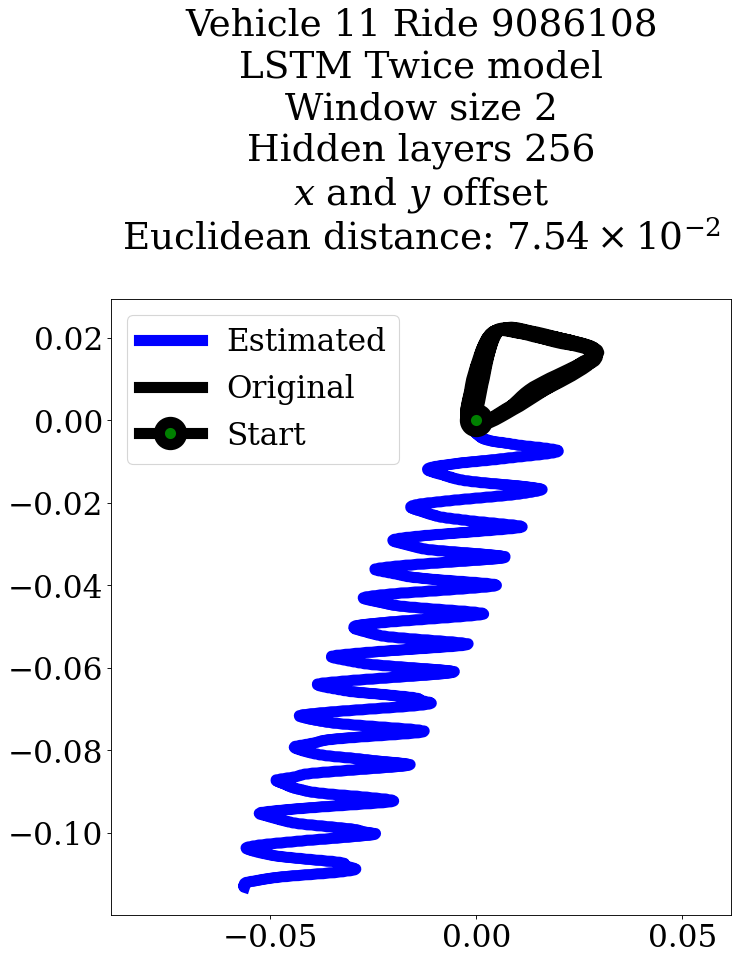 Vehicle 11 Ride 9086108
LSTM Twice model
Window size 2
Hidden layers 256
x and y offset
Euclidean distance: 7.54 × 10⁻²
Estimated
Original
Start
0.02
0.00
−0.02
−0.04
−0.06
−0.08
−0.10
−0.05 0.00 0.05